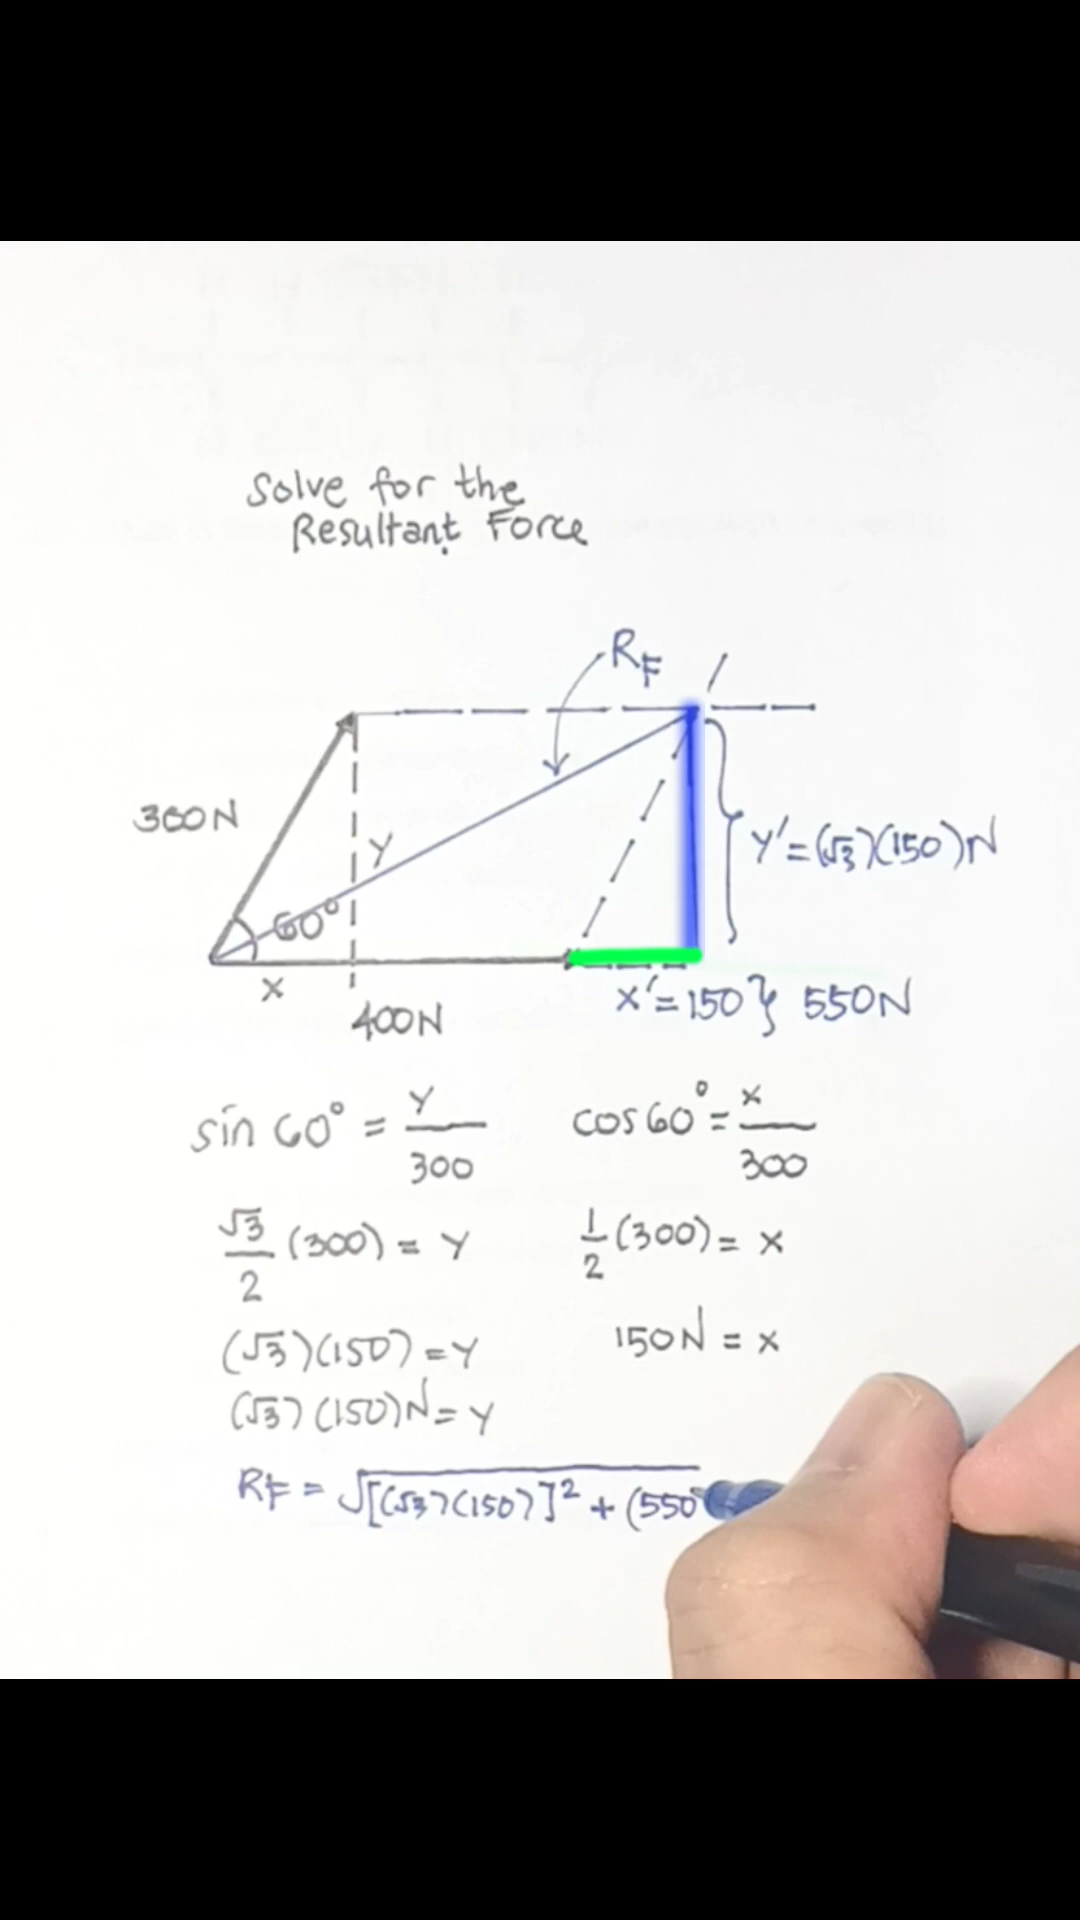 Solve for the
Resultant Force
RF
300N
Y
60°
Y' = (√3)(150)N
X
400N
X' = 150 } 550N
sin 60° = Y/300
cos 60° = X/300
√3/2 (300) = Y
1/2 (300) = X
(√3)(150) = Y
150N = X
(√3)(150)N = Y
RF = √[(√3)(150)]² + (550